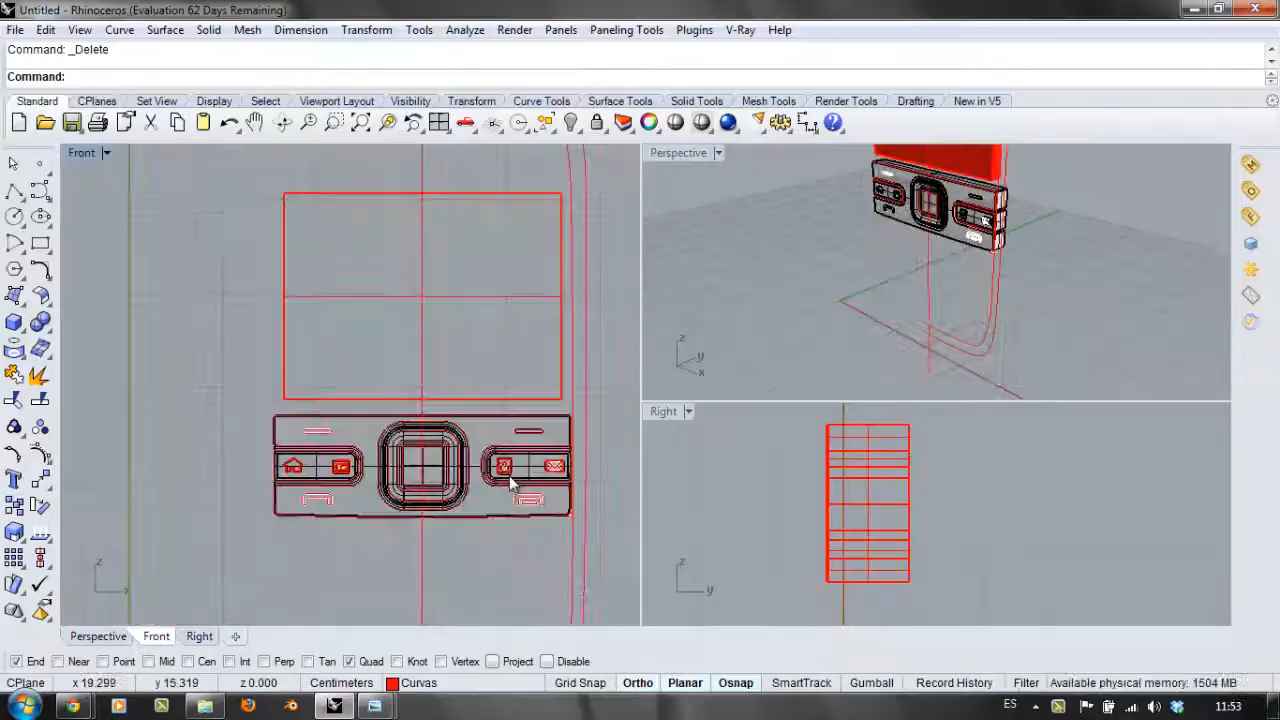 Untitled - Rhinoceros (Evaluation 62 Days Remaining)
File Edit View Curve Surface Solid Mesh Dimension Transform Tools Analyze Render Panels Paneling Tools Plugins V-Ray Help
Command: _Delete
Command:
Standard CPlanes Set View Display Select Viewport Layout Visibility Transform Curve Tools Surface Tools Solid Tools Mesh Tools Render Tools Drafting New in V5
Front
Perspective
z
y
x
Right
z
x
z
y
Perspective Front Right
End Near Point Mid Cen Int Perp Tan Quad Knot Vertex Project Disable
CPlane x 19.299 y 15.319 z 0.000 Centimeters Curvas Grid Snap Ortho Planar Osnap SmartTrack Gumball Record History Filter Available physical memory: 1504 MB
ES 11:53